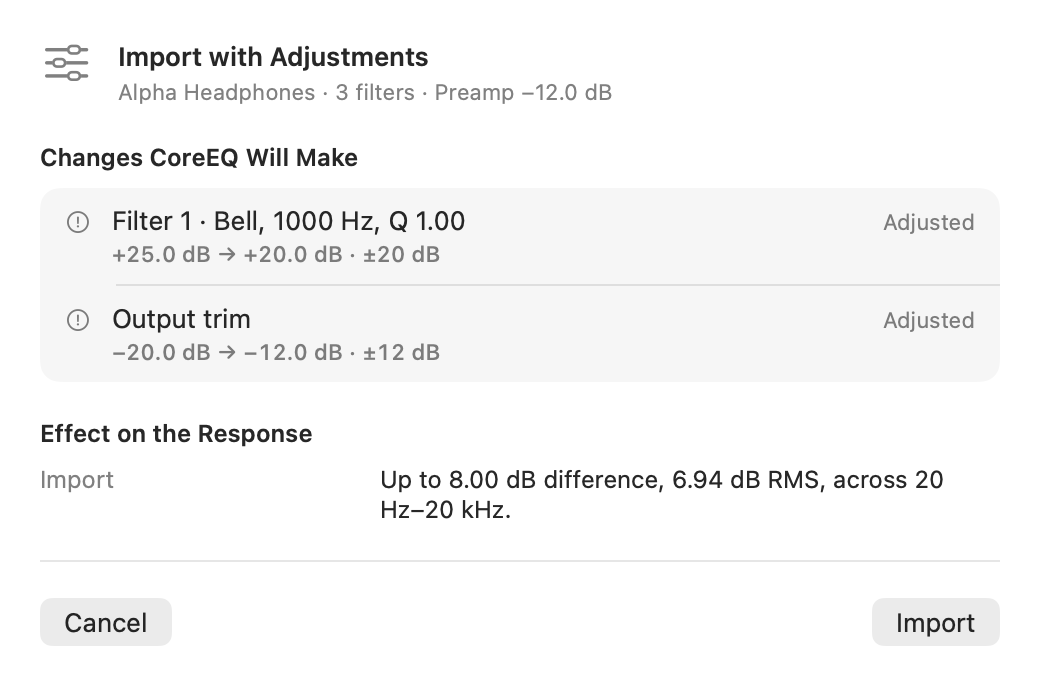 Import with Adjustments
Alpha Headphones · 3 filters · Preamp −12.0 dB
Changes CoreEQ Will Make
Filter 1 · Bell, 1000 Hz, Q 1.00
Adjusted
+25.0 dB → +20.0 dB · ±20 dB
Output trim
Adjusted
−20.0 dB → −12.0 dB · ±12 dB
Effect on the Response
Import
Up to 8.00 dB difference, 6.94 dB RMS, across 20
Hz–20 kHz.
Cancel
Import